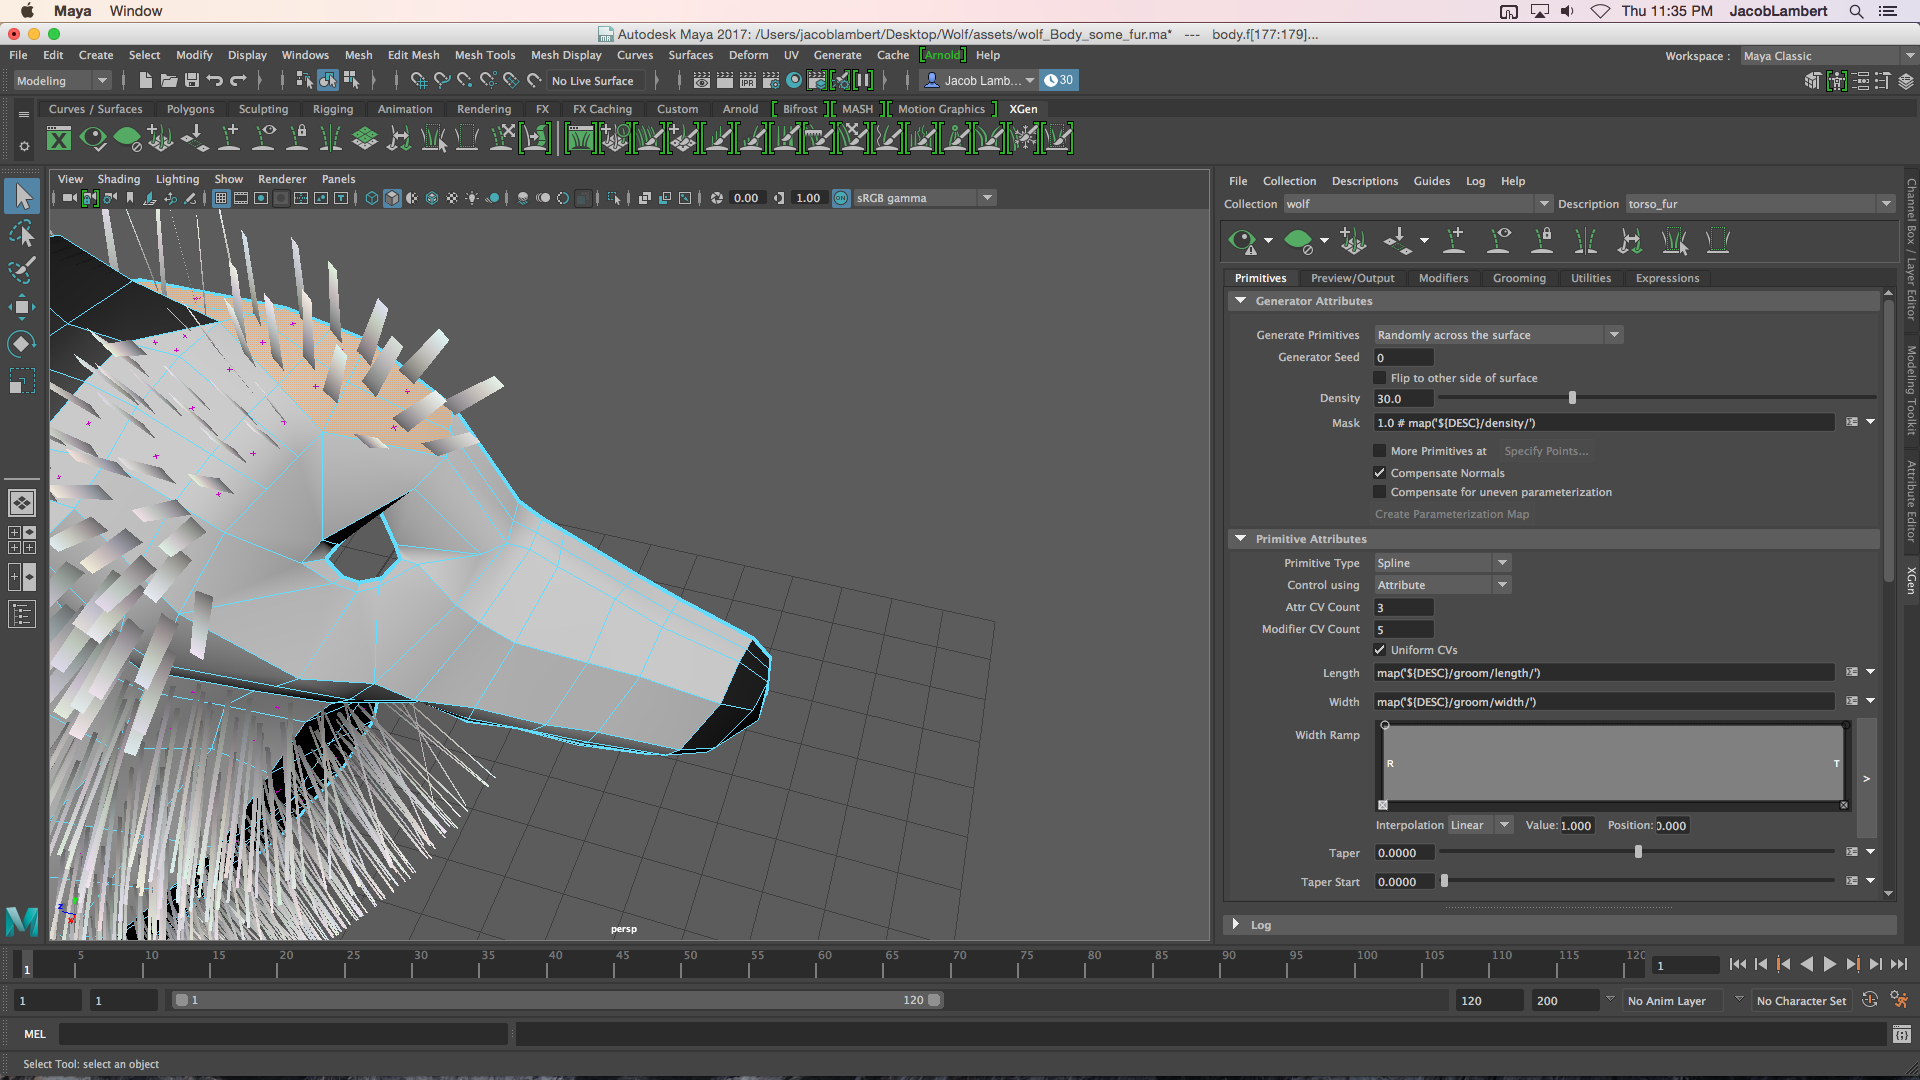 Maya Window Thu 11:35 PM JacobLambert
Autodesk Maya 2017: /Users/jacoblambert/Desktop/Wolf/assets/wolf_Body_some_fur.ma* --- body.f[177:179]...
File Edit Create Select Modify Display Windows Mesh Edit Mesh Mesh Tools Mesh Display Curves Surfaces Deform UV Generate Cache Arnold Help Workspace : Maya Classic
Modeling No Live Surface IPR Jacob Lamb... 30
Curves / Surfaces Polygons Sculpting Rigging Animation Rendering FX FX Caching Custom Arnold Bifrost MASH Motion Graphics XGen
View Shading Lighting Show Renderer Panels
0.00 1.00 ON sRGB gamma
File Collection Descriptions Guides Log Help
Collection wolf Description torso_fur
Primitives Preview/Output Modifiers Grooming Utilities Expressions
Generator Attributes
Generate Primitives Randomly across the surface
Generator Seed 0
Flip to other side of surface
Density 30.0
Mask 1.0 # map('${DESC}/density/')
More Primitives at Specify Points...
Compensate Normals
Compensate for uneven parameterization
Create Parameterization Map
Primitive Attributes
Primitive Type Spline
Control using Attribute
Attr CV Count 3
Modifier CV Count 5
Uniform CVs
Length map('${DESC}/groom/length/')
Width map('${DESC}/groom/width/')
Width Ramp
R T
>
Interpolation Linear Value: 1.000 Position: 0.000
Taper 0.0000
Taper Start 0.0000
Log
Channel Box / Layer Editor
Modeling Toolkit
Attribute Editor
XGen
persp
z x
1 5 10 15 20 25 30 35 40 45 50 55 60 65 70 75 80 85 90 95 100 105 110 115 120 1
1 1 1 120 120 200 No Anim Layer No Character Set
MEL
Select Tool: select an object